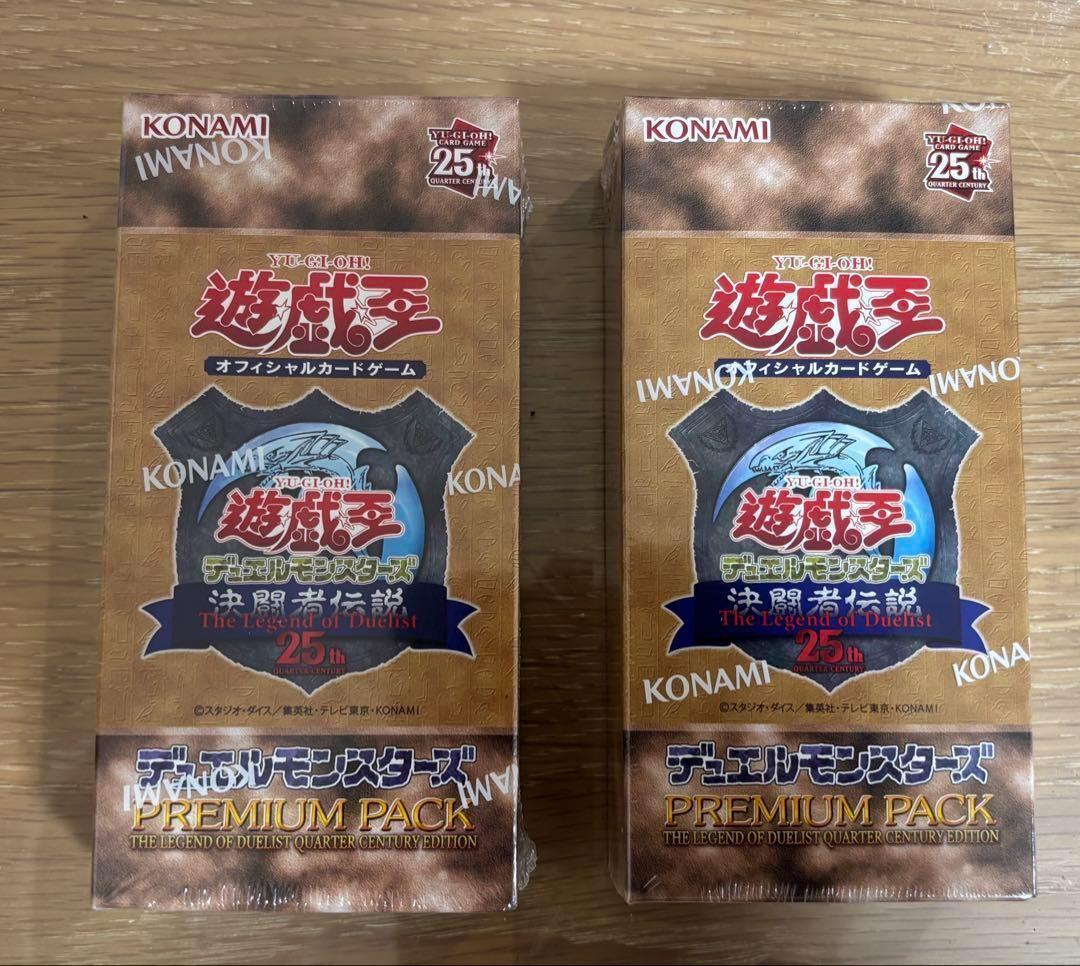 KONAMI
KONAMI
YU-GI-OH!
CARD GAME
25th
QUARTER CENTURY
YU-GI-OH!
遊戯王
オフィシャルカードゲーム
KONAMI
KONA
YU-GI-OH!
遊戯王
デュエルモンスターズ
決闘者伝説
The Legend of Duelist
25th
QUARTER CENTURY
©スタジオ・ダイス/集英社・テレビ東京・KONAMI
デュエルモンスターズ
KONAMI
PREMIUM PACK
THE LEGEND OF DUELIST QUARTER CENTURY EDITION
KONAMI
YU-GI-OH!
CARD GAME
25th
QUARTER CENTURY
YU-GI-OH!
遊戯王
オフィシャルカードゲーム
KONAMI
KONAMI
YU-GI-OH!
遊戯王
デュエルモンスターズ
決闘者伝説
The Legend of Duelist
25th
QUARTER CENTURY
KONAMI
KONA
©スタジオ・ダイス/集英社・テレビ東京・KONAMI
デュエルモンスターズ
PREMIUM PACK
THE LEGEND OF DUELIST QUARTER CENTURY EDITION